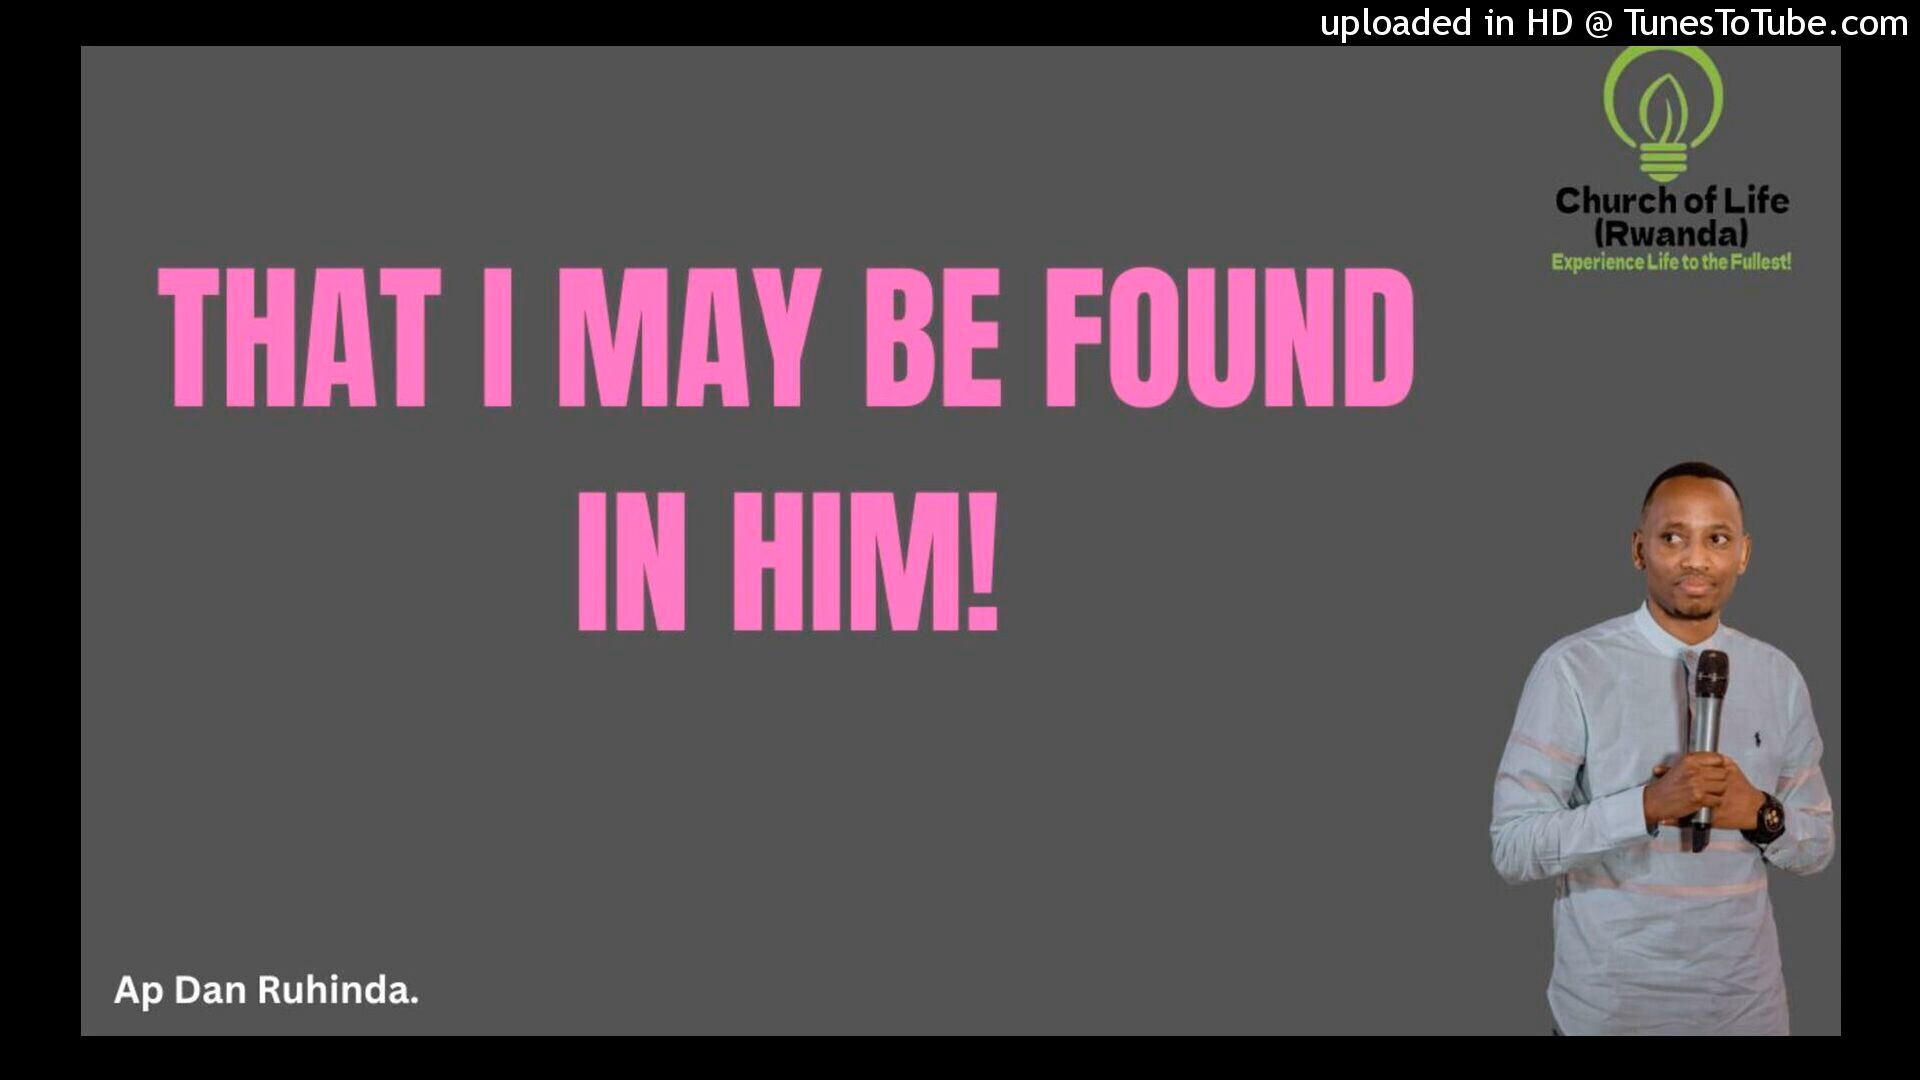 uploaded in HD @ TunesToTube.com
Church of Life
(Rwanda)
Experience Life to the Fullest!
THAT I MAY BE FOUND
IN HIM!
Ap Dan Ruhinda.